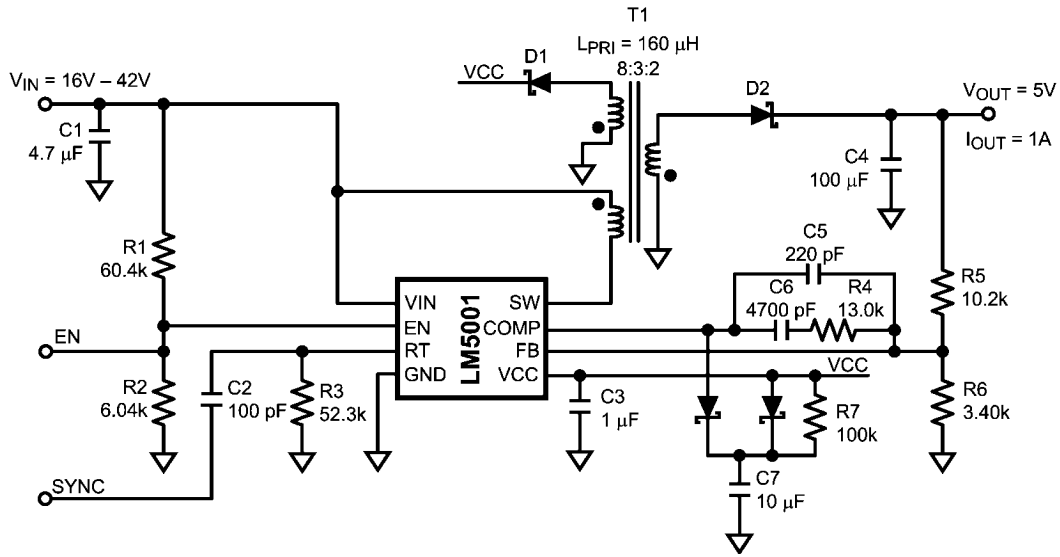 T1
L_PRI = 160 µH
8:3:2
V_IN = 16V – 42V
VCC
D1
D2
V_OUT = 5V
I_OUT = 1A
C1
4.7 µF
C4
100 µF
R1
60.4k
C5
220 pF
C6
4700 pF
R4
13.0k
R5
10.2k
LM5001
VIN
EN
RT
GND
SW
COMP
FB
VCC
EN
VCC
R2
6.04k
C2
100 pF
R3
52.3k
C3
1 µF
R7
100k
R6
3.40k
C7
10 µF
SYNC